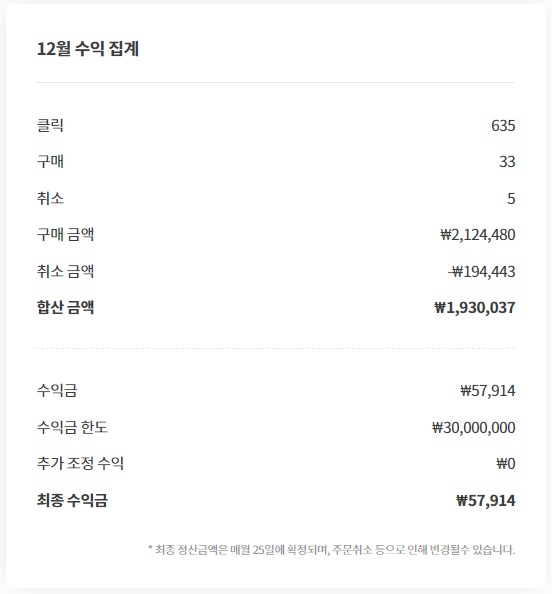 12월 수익 집계
클릭 635
구매 33
취소 5
구매 금액 ₩2,124,480
취소 금액 -₩194,443
합산 금액 ₩1,930,037
수익금 ₩57,914
수익금 한도 ₩30,000,000
추가 조정 수익 ₩0
최종 수익금 ₩57,914
* 최종 정산금액은 매월 25일에 확정되며, 주문취소 등으로 인해 변경될수 있습니다.